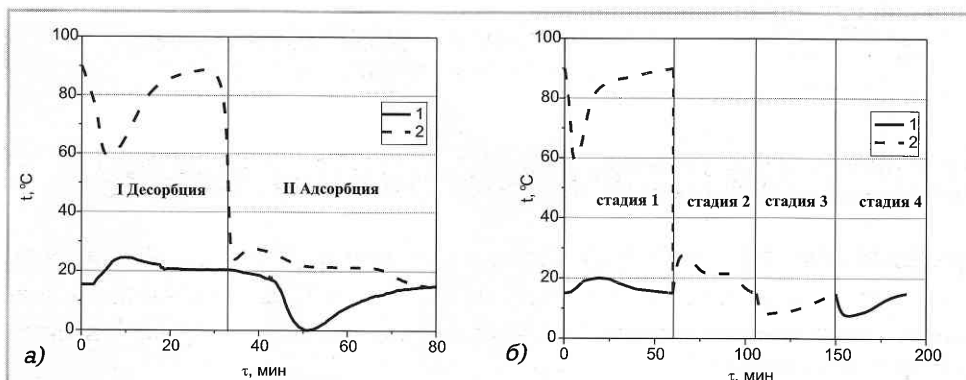 100
80
60
40
20
0
t, °C
1
2
I Десорбция
II Адсорбция
0
20
40
60
80
τ, мин
а)
100
80
60
40
20
0
t, °C
1
2
стадия 1
стадия 2
стадия 3
стадия 4
0
50
100
150
200
τ, мин
б)